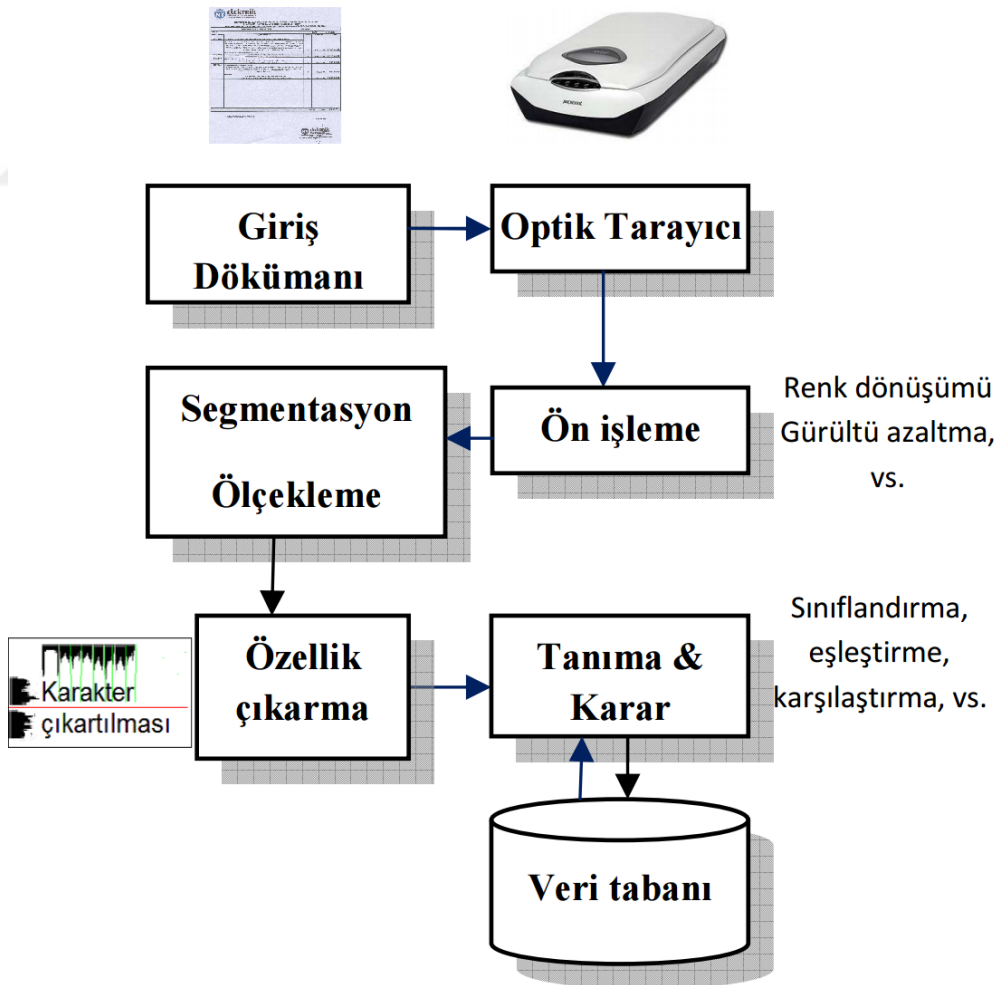 Giriş
Dökümanı
Optik Tarayıcı
Segmentasyon
Ölçekleme
Ön işleme
Renk dönüşümü
Gürültü azaltma,
vs.
Karakter
çıkartılması
Özellik
çıkarma
Tanıma &
Karar
Sınıflandırma,
eşleştirme,
karşılaştırma, vs.
Veri tabanı